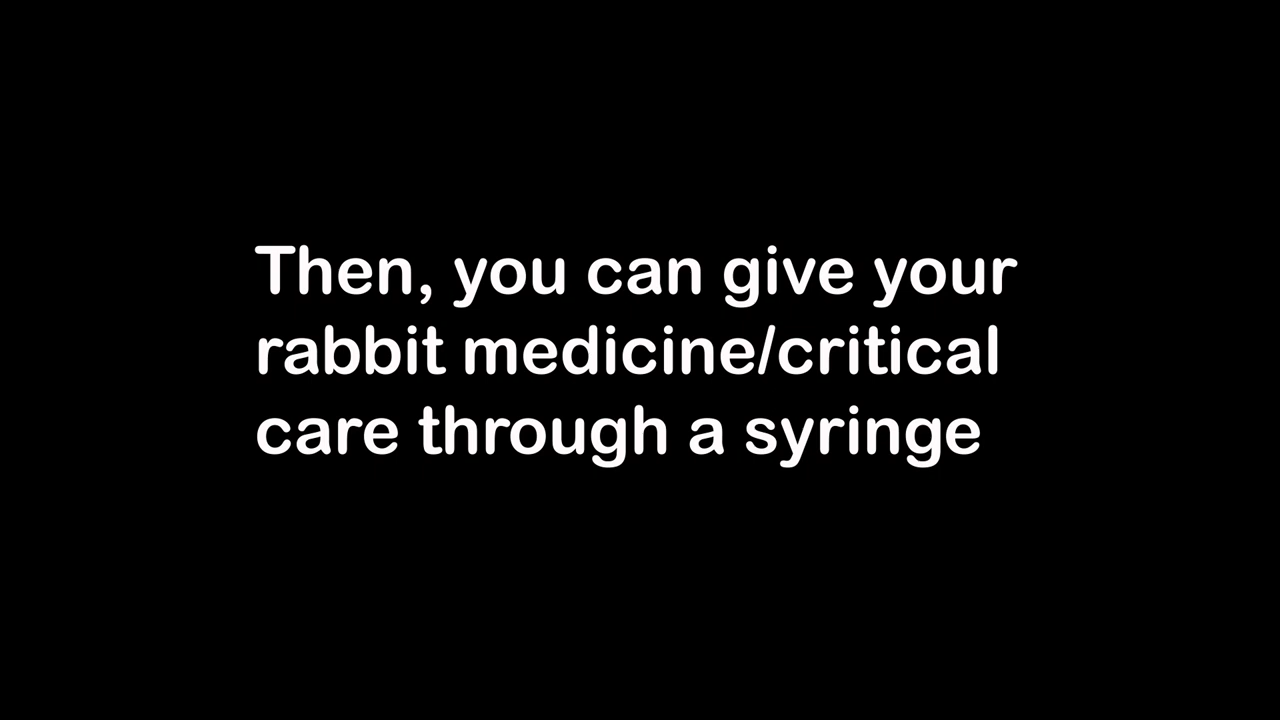 Then, you can give your
rabbit medicine/critical
care through a syringe